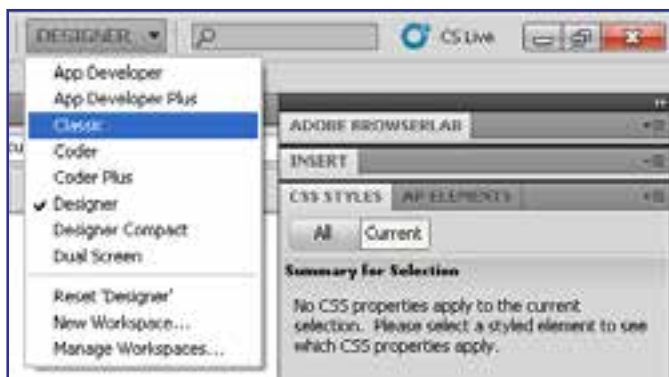 DESIGNER
CS Live
App Developer
App Developer Plus
Classic
Coder
Coder Plus
Designer
Designer Compact
Dual Screen
Reset 'Designer'
New Workspace...
Manage Workspaces...
ADOBE BROWSERLAB
INSERT
CSS STYLES AP ELEMENTS
All Current
Summary for Selection
No CSS properties apply to the current
selection. Please select a styled element to see
which CSS properties apply.